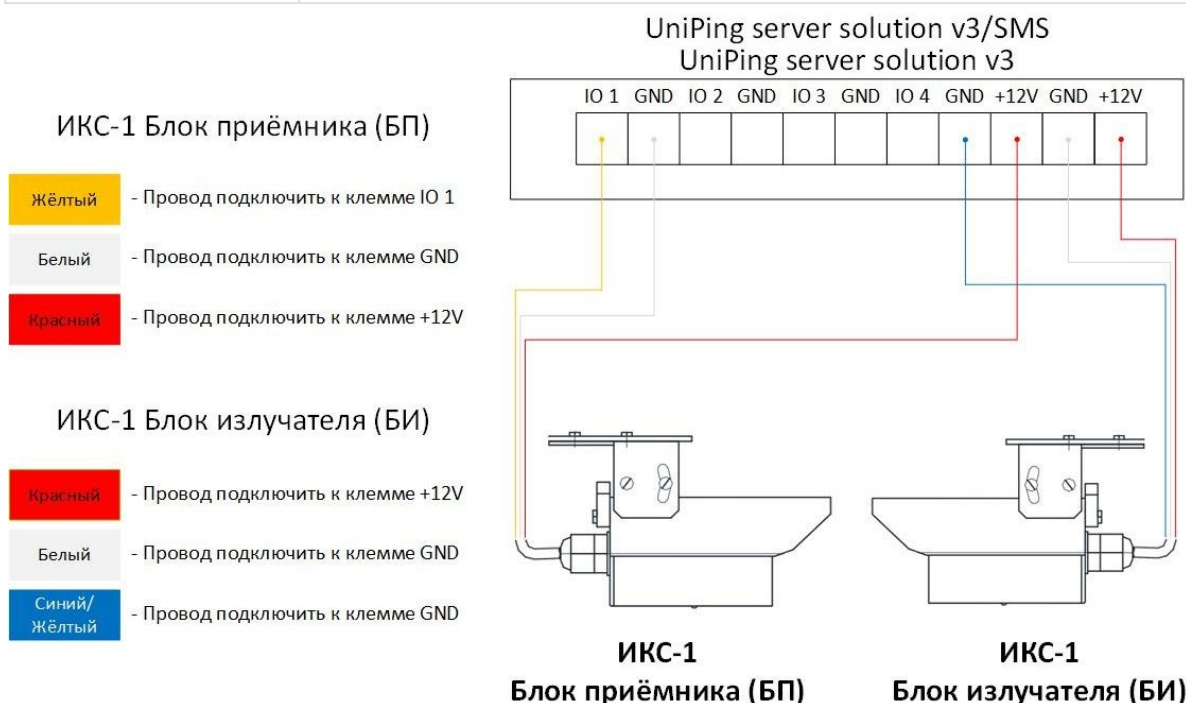 UniPing server solution v3/SMS
UniPing server solution v3
IO 1 GND IO 2 GND IO 3 GND IO 4 GND +12V GND +12V
ИКС-1 Блок приёмника (БП)
Жёлтый - Провод подключить к клемме IO 1
Белый - Провод подключить к клемме GND
Красный - Провод подключить к клемме +12V
ИКС-1 Блок излучателя (БИ)
Красный - Провод подключить к клемме +12V
Белый - Провод подключить к клемме GND
Синий/
Жёлтый - Провод подключить к клемме GND
ИКС-1
Блок приёмника (БП)
ИКС-1
Блок излучателя (БИ)